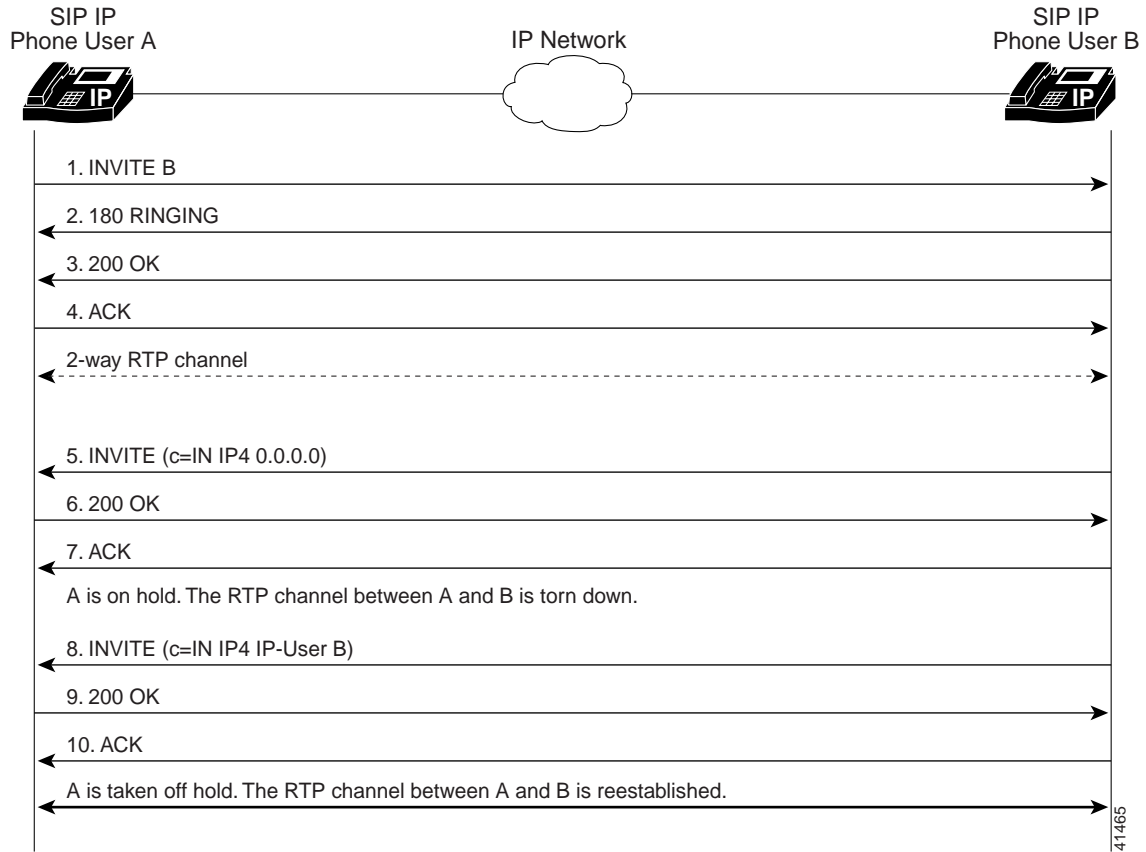 SIP IP
Phone User A
IP Network
SIP IP
Phone User B
IP
IP
1. INVITE B
2. 180 RINGING
3. 200 OK
4. ACK
2-way RTP channel
5. INVITE (c=IN IP4 0.0.0.0)
6. 200 OK
7. ACK
A is on hold. The RTP channel between A and B is torn down.
8. INVITE (c=IN IP4 IP-User B)
9. 200 OK
10. ACK
A is taken off hold. The RTP channel between A and B is reestablished.
41465